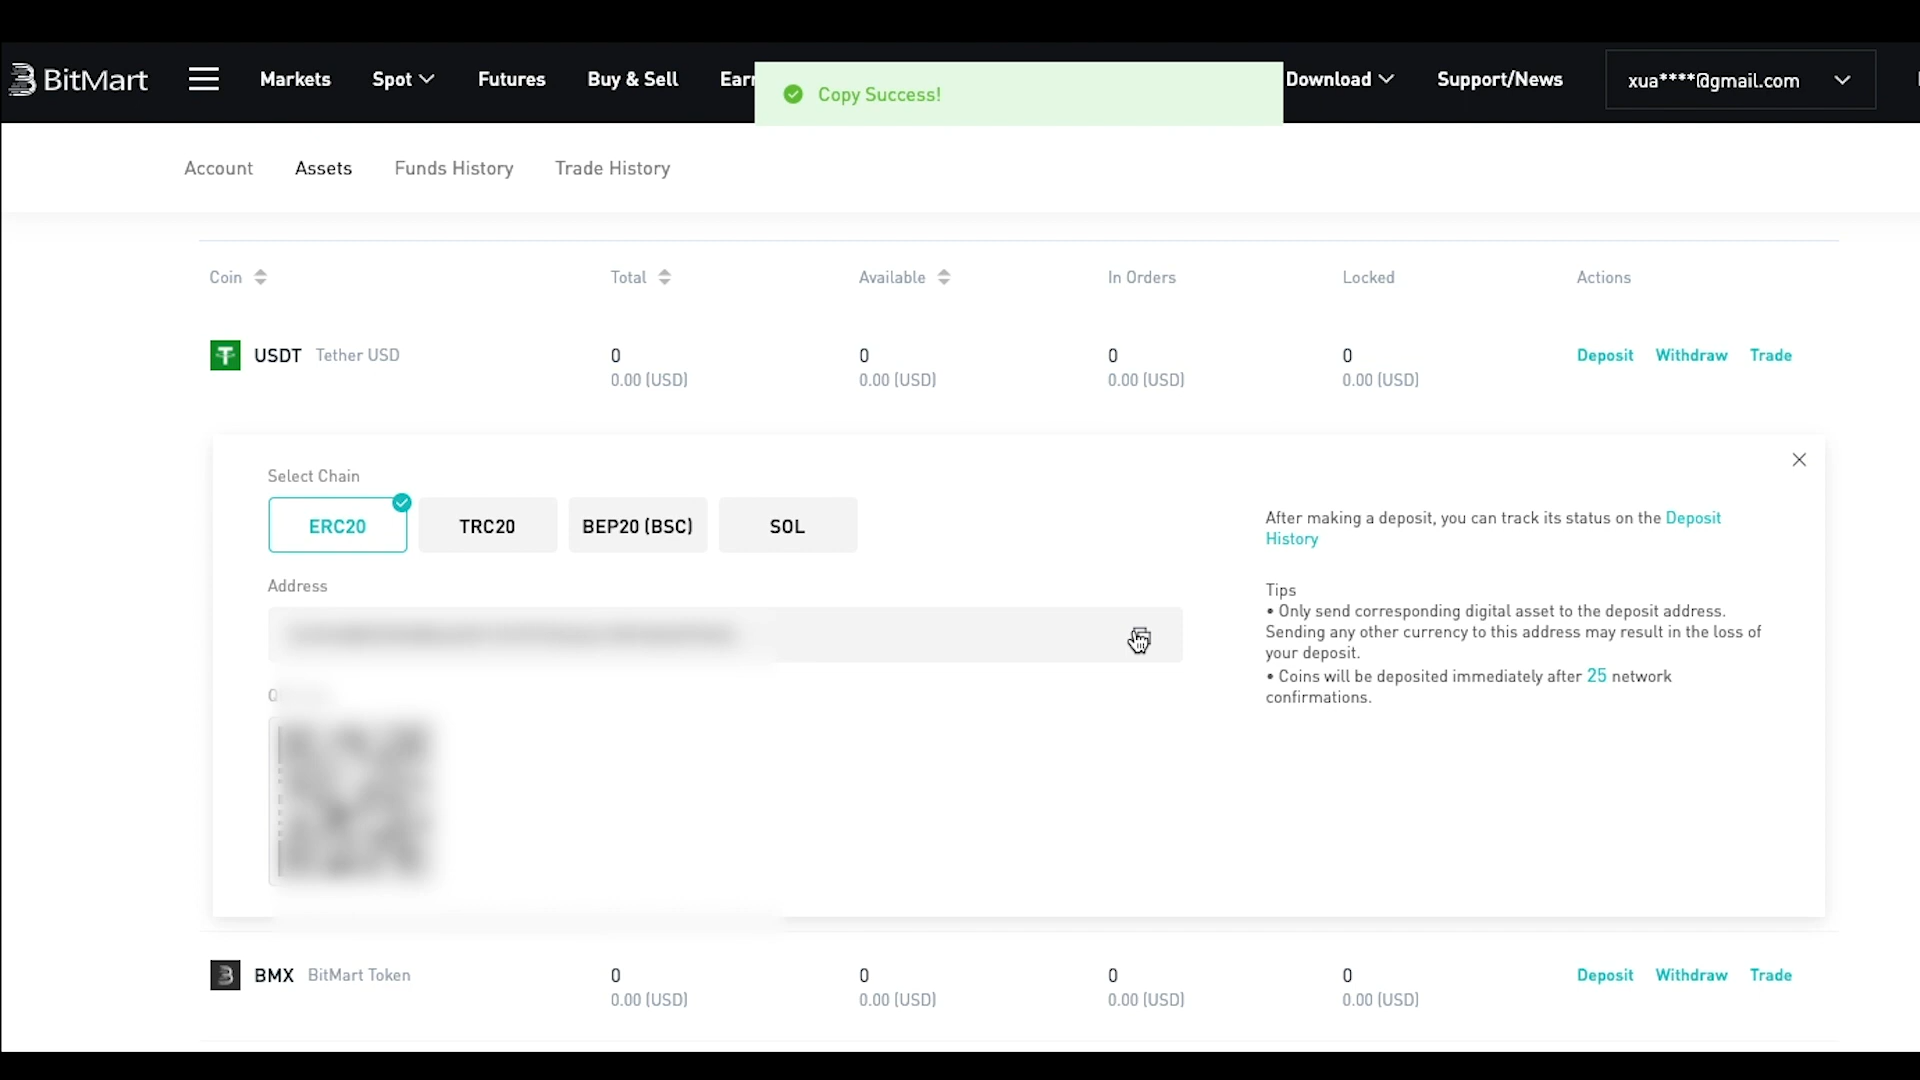 BitMart
Markets
Spot
Futures
Buy & Sell
Copy Success!
Download
Support/News
xua****@gmail.com
Account
Assets
Funds History
Trade History
Coin
Total
Available
In Orders
Locked
Actions
USDT Tether USD
0
0
0
0
Deposit
Withdraw
Trade
0.00 (USD)
0.00 (USD)
0.00 (USD)
0.00 (USD)
Select Chain
ERC20
TRC20
BEP20 (BSC)
SOL
After making a deposit, you can track its status on the Deposit
History
Address
Tips
• Only send corresponding digital asset to the deposit address.
Sending any other currency to this address may result in the loss of
your deposit.
• Coins will be deposited immediately after 25 network
confirmations.
BMX BitMart Token
0
0
0
0
Deposit
Withdraw
Trade
0.00 (USD)
0.00 (USD)
0.00 (USD)
0.00 (USD)